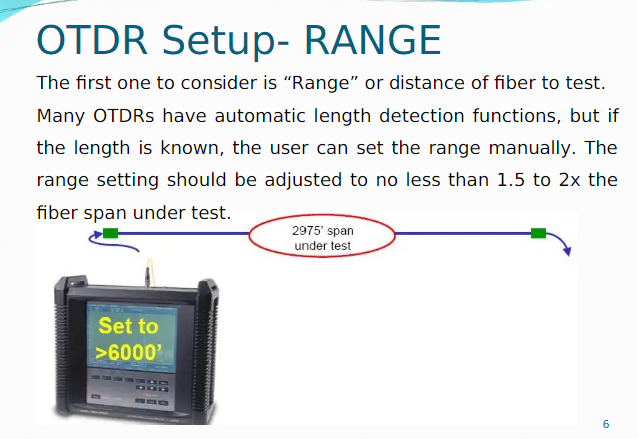 OTDR Setup- RANGE
The first one to consider is “Range” or distance of fiber to test.
Many OTDRs have automatic length detection functions, but if
the length is known, the user can set the range manually. The
range setting should be adjusted to no less than 1.5 to 2x the
fiber span under test.
2975’ span
under test
Set to
>6000’
6